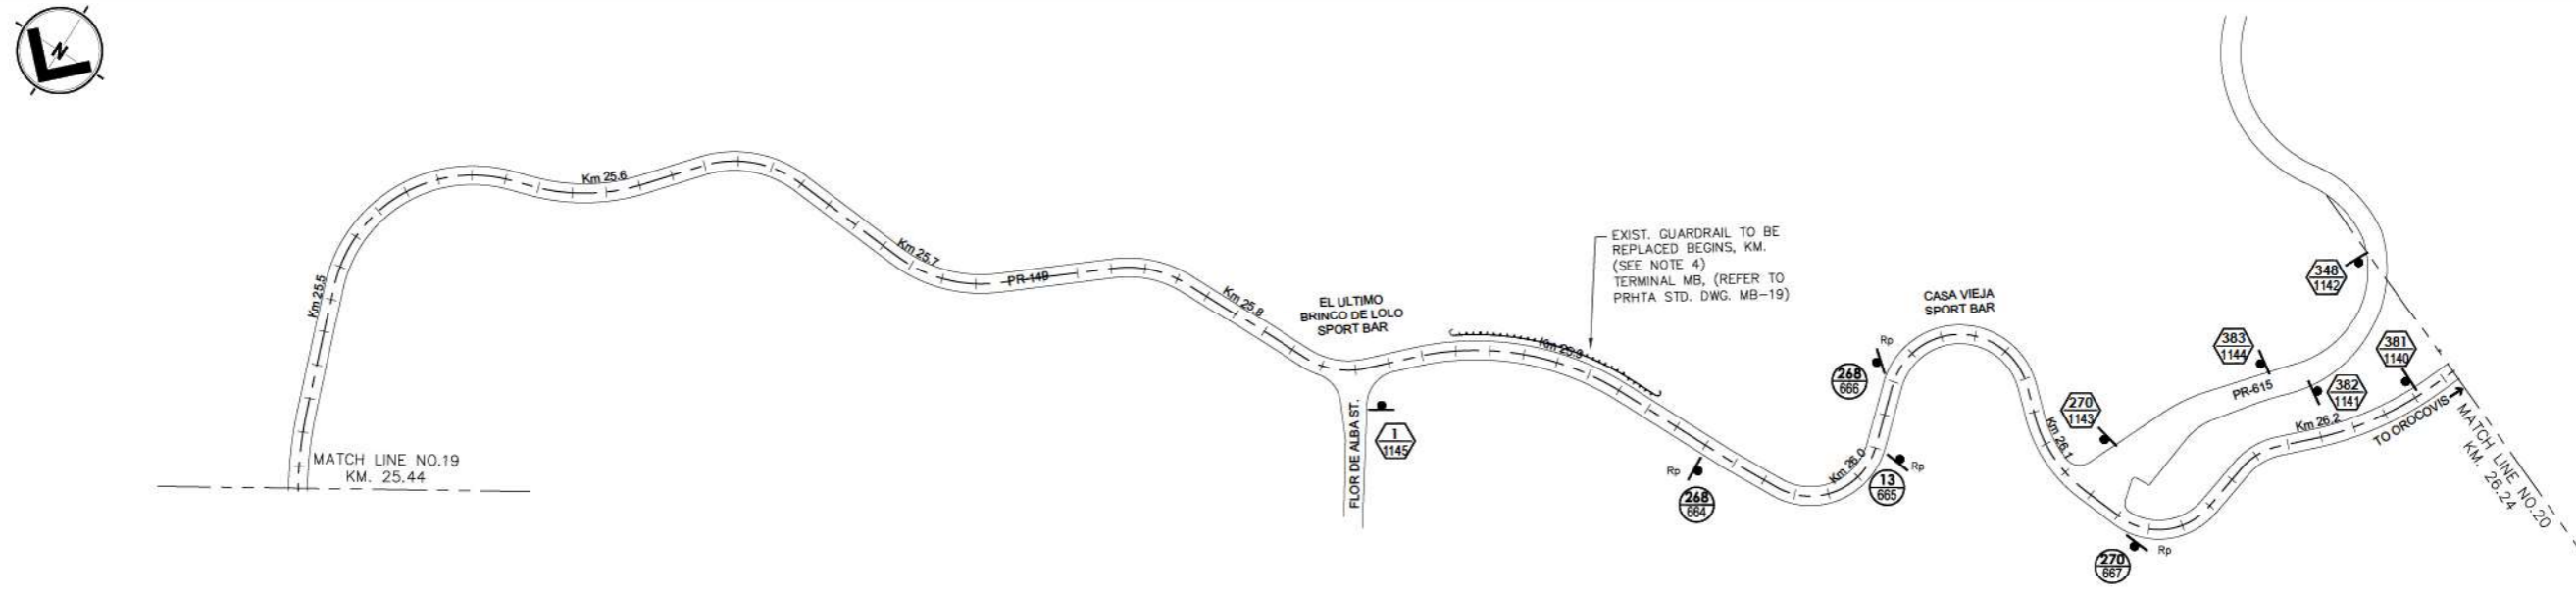 N
Km 25.5
Km 25.6
Km 25.7
PR-149
Km 25.8
MATCH LINE NO.19
KM. 25.44
EL ULTIMO
BRINCO DE LOLO
SPORT BAR
FLOR DE ALBA ST.
1
1145
EXIST. GUARDRAIL TO BE
REPLACED BEGINS, KM.
(SEE NOTE 4)
TERMINAL MB, (REFER TO
PRHTA STD. DWG. MB-19)
Km 25.9
Rp
268
664
Rp
268
666
Km 26.0
13
665
Rp
CASA VIEJA
SPORT BAR
Km 26.1
270
1143
270
667
Rp
348
1142
383
1144
381
1140
PR-615
382
1141
Km 26.2
TO OROCOVIS
MATCH LINE NO.20
KM. 26.24